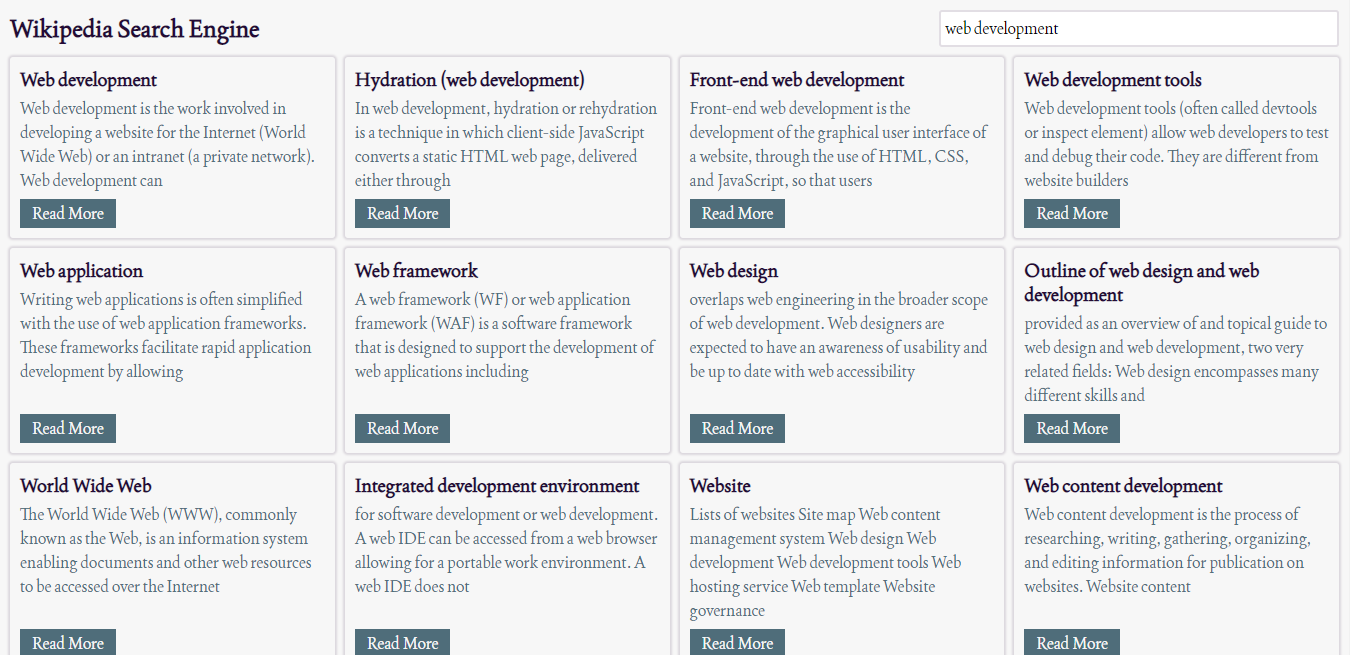 Wikipedia Search Engine
web development
Web development
Web development is the work involved in
developing a website for the Internet (World
Wide Web) or an intranet (a private network).
Web development can
Read More
Hydration (web development)
In web development, hydration or rehydration
is a technique in which client-side JavaScript
converts a static HTML web page, delivered
either through
Read More
Front-end web development
Front-end web development is the
development of the graphical user interface of
a website, through the use of HTML, CSS,
and JavaScript, so that users
Read More
Web development tools
Web development tools (often called devtools
or inspect element) allow web developers to test
and debug their code. They are different from
website builders
Read More
Web application
Writing web applications is often simplified
with the use of web application frameworks.
These frameworks facilitate rapid application
development by allowing
Read More
Web framework
A web framework (WF) or web application
framework (WAF) is a software framework
that is designed to support the development of
web applications including
Read More
Web design
overlaps web engineering in the broader scope
of web development. Web designers are
expected to have an awareness of usability and
be up to date with web accessibility
Read More
Outline of web design and web
development
provided as an overview of and topical guide to
web design and web development, two very
related fields: Web design encompasses many
different skills and
Read More
World Wide Web
The World Wide Web (WWW), commonly
known as the Web, is an information system
enabling documents and other web resources
to be accessed over the Internet
Read More
Integrated development environment
for software development or web development.
A web IDE can be accessed from a web browser
allowing for a portable work environment. A
web IDE does not
Read More
Website
Lists of websites Site map Web content
management system Web design Web
development Web development tools Web
hosting service Web template Website
governance
Read More
Web content development
Web content development is the process of
researching, writing, gathering, organizing,
and editing information for publication on
websites. Website content
Read More